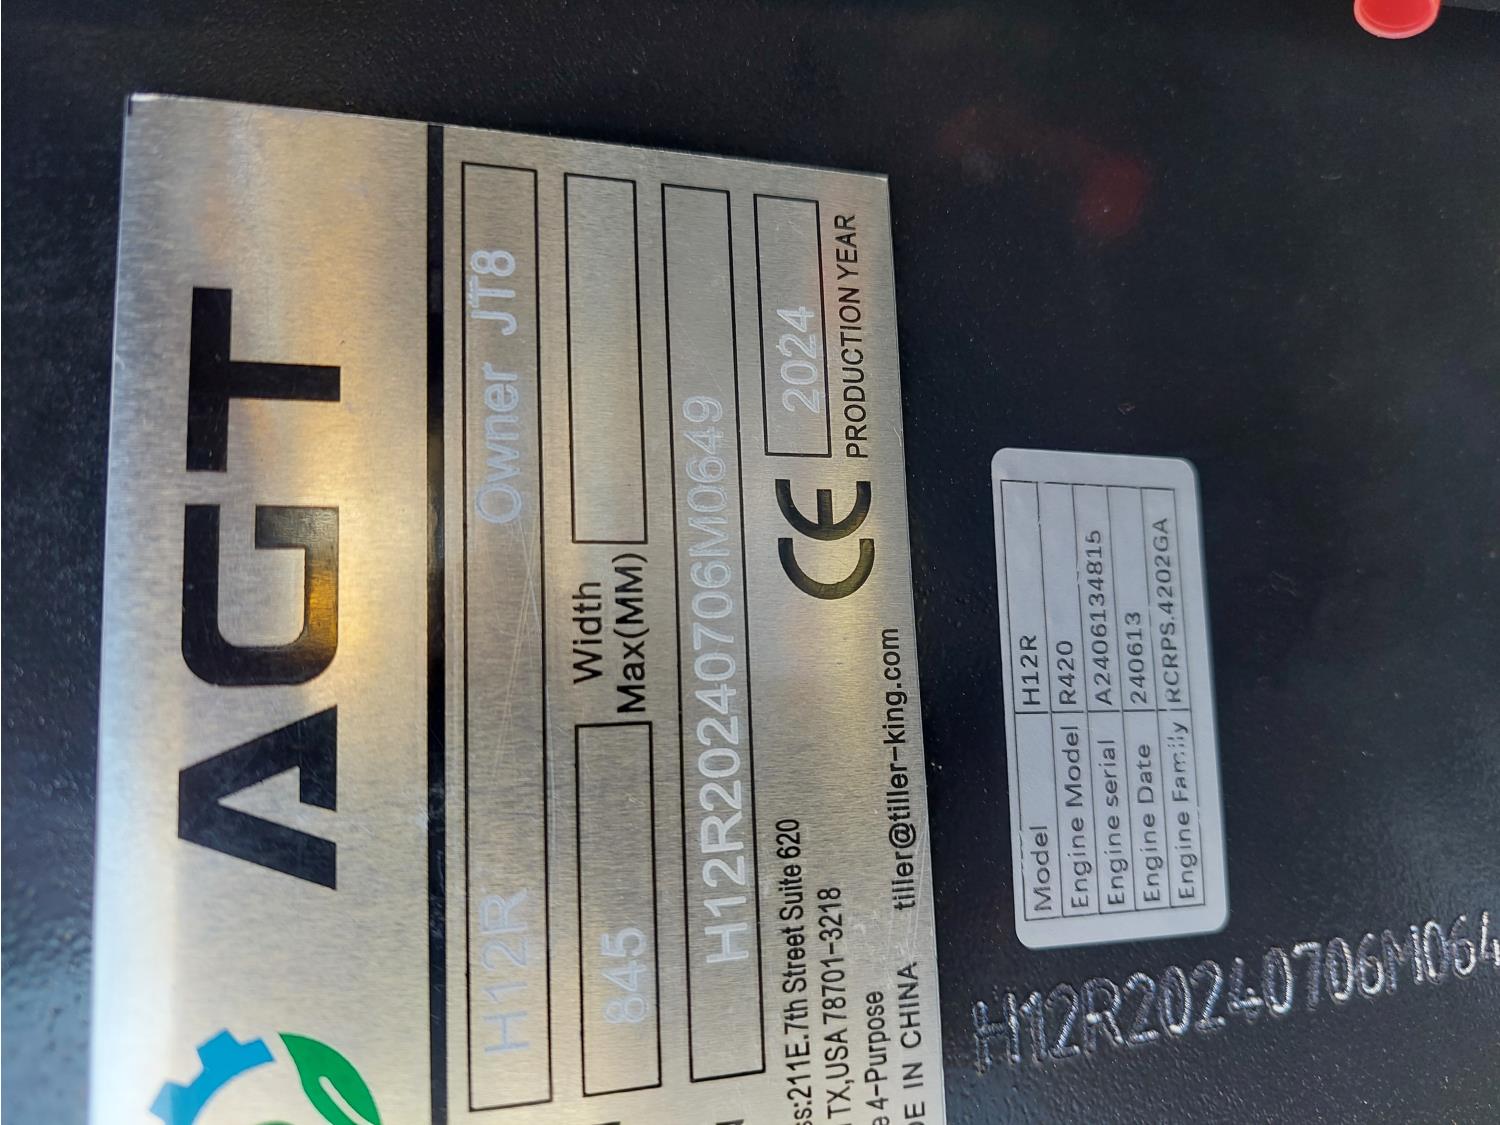 AGT
H12R Owner JT8
845 Width Max(MM)
H12R20240706M0649
2024
PRODUCTION YEAR
CE
211E.7th Street Suite 620
TX,USA 78701-3218
4-Purpose tiller@tiller-king.com
IN CHINA
Model H12R
Engine Model R420
Engine serial A2406134815
Engine Date 240613
Engine Family RCRPS.4202GA
H12R20240706M064